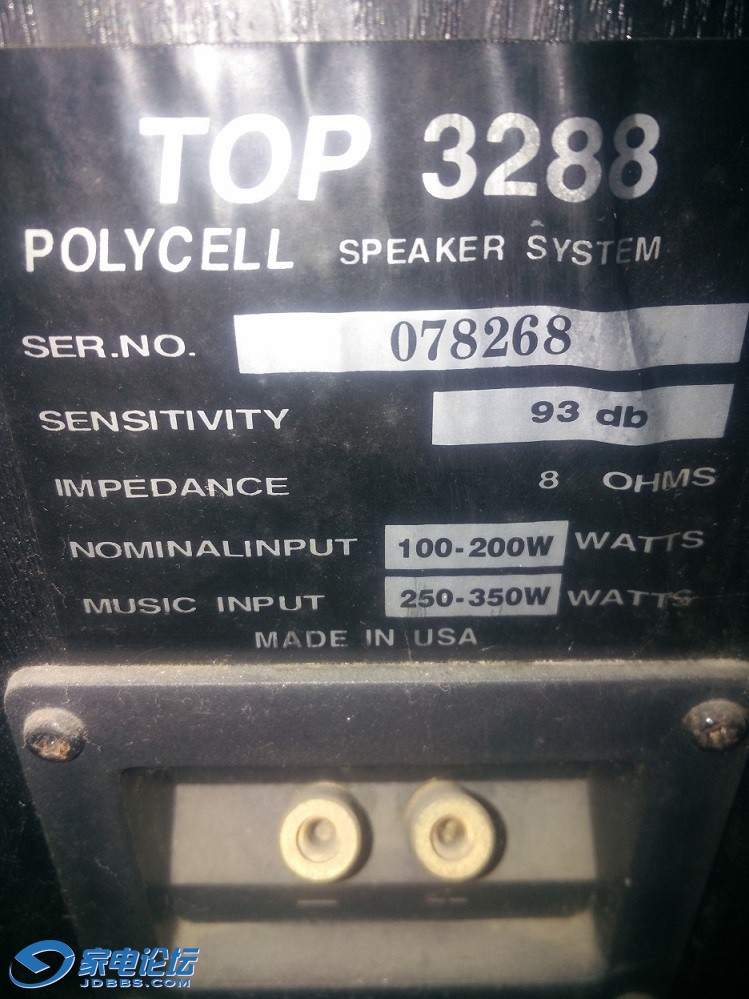 TOP 3288
POLYCELL SPEAKER SYSTEM
SER.NO. 078268
SENSITIVITY 93 db
IMPEDANCE 8 OHMS
NOMINALINPUT 100-200W WATTS
MUSIC INPUT 250-350W WATTS
MADE IN USA
家电论坛
JDBBS.COM